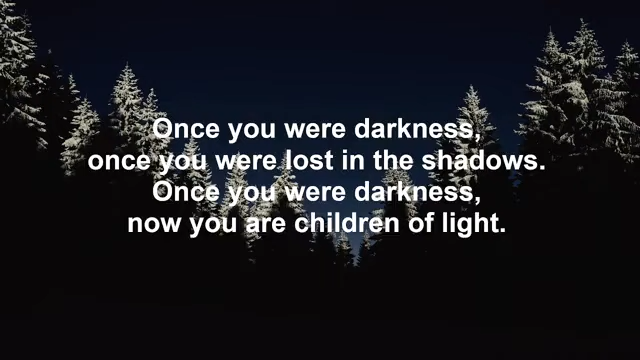 Once you were darkness,
once you were lost in the shadows.
Once you were darkness,
now you are children of light.